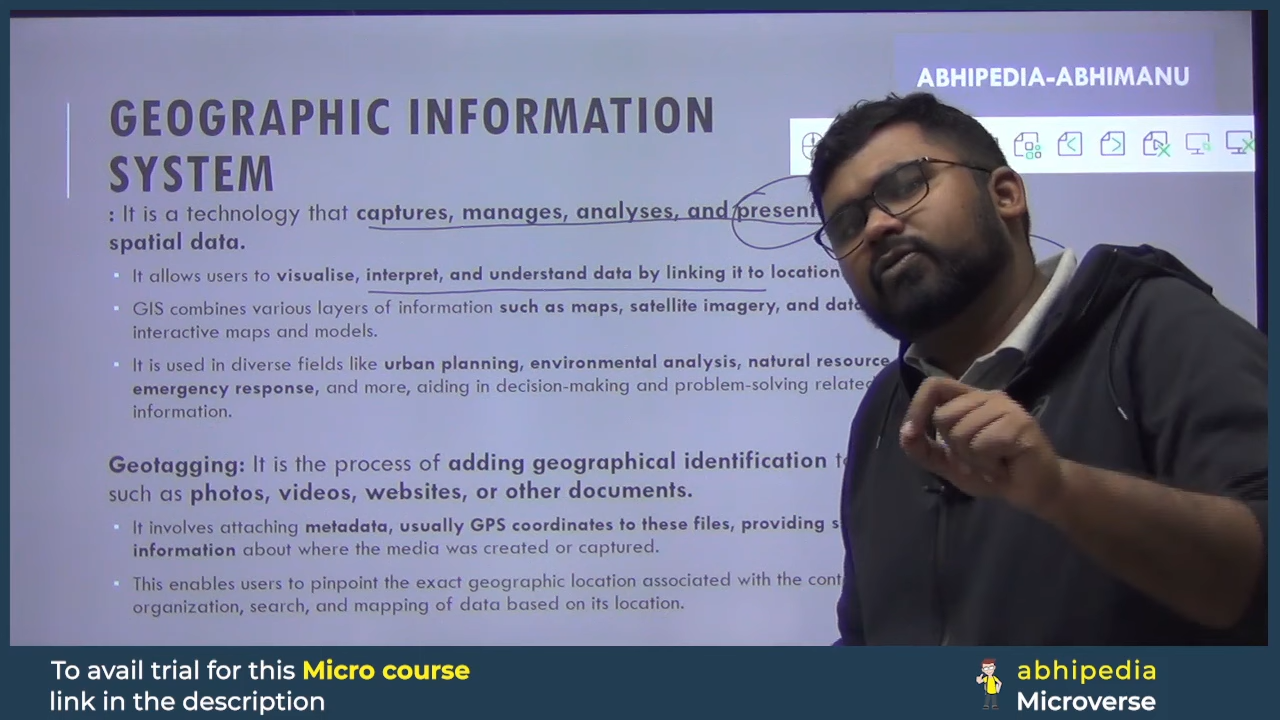 ABHIPEDIA-ABHIMANU
GEOGRAPHIC INFORMATION
SYSTEM
: It is a technology that captures, manages, analyses, and
spatial data.
It allows users to visualise, interpret, and understand data by linking it to
GIS combines various layers of information such as maps, satellite imagery, and
interactive maps and models.
It is used in diverse fields like urban planning, environmental analysis, natural resource
emergency response, and more, aiding in decision-making and problem-solving related
information.
Geotagging: It is the process of adding geographical identification
such as photos, videos, websites, or other documents.
It involves attaching metadata, usually GPS coordinates to these files, providing
information about where the media was created or captured.
This enables users to pinpoint the exact geographic location associated with the
organization, search, and mapping of data based on its location.
To avail trial for this Micro course
link in the description
abhipedia
Microverse